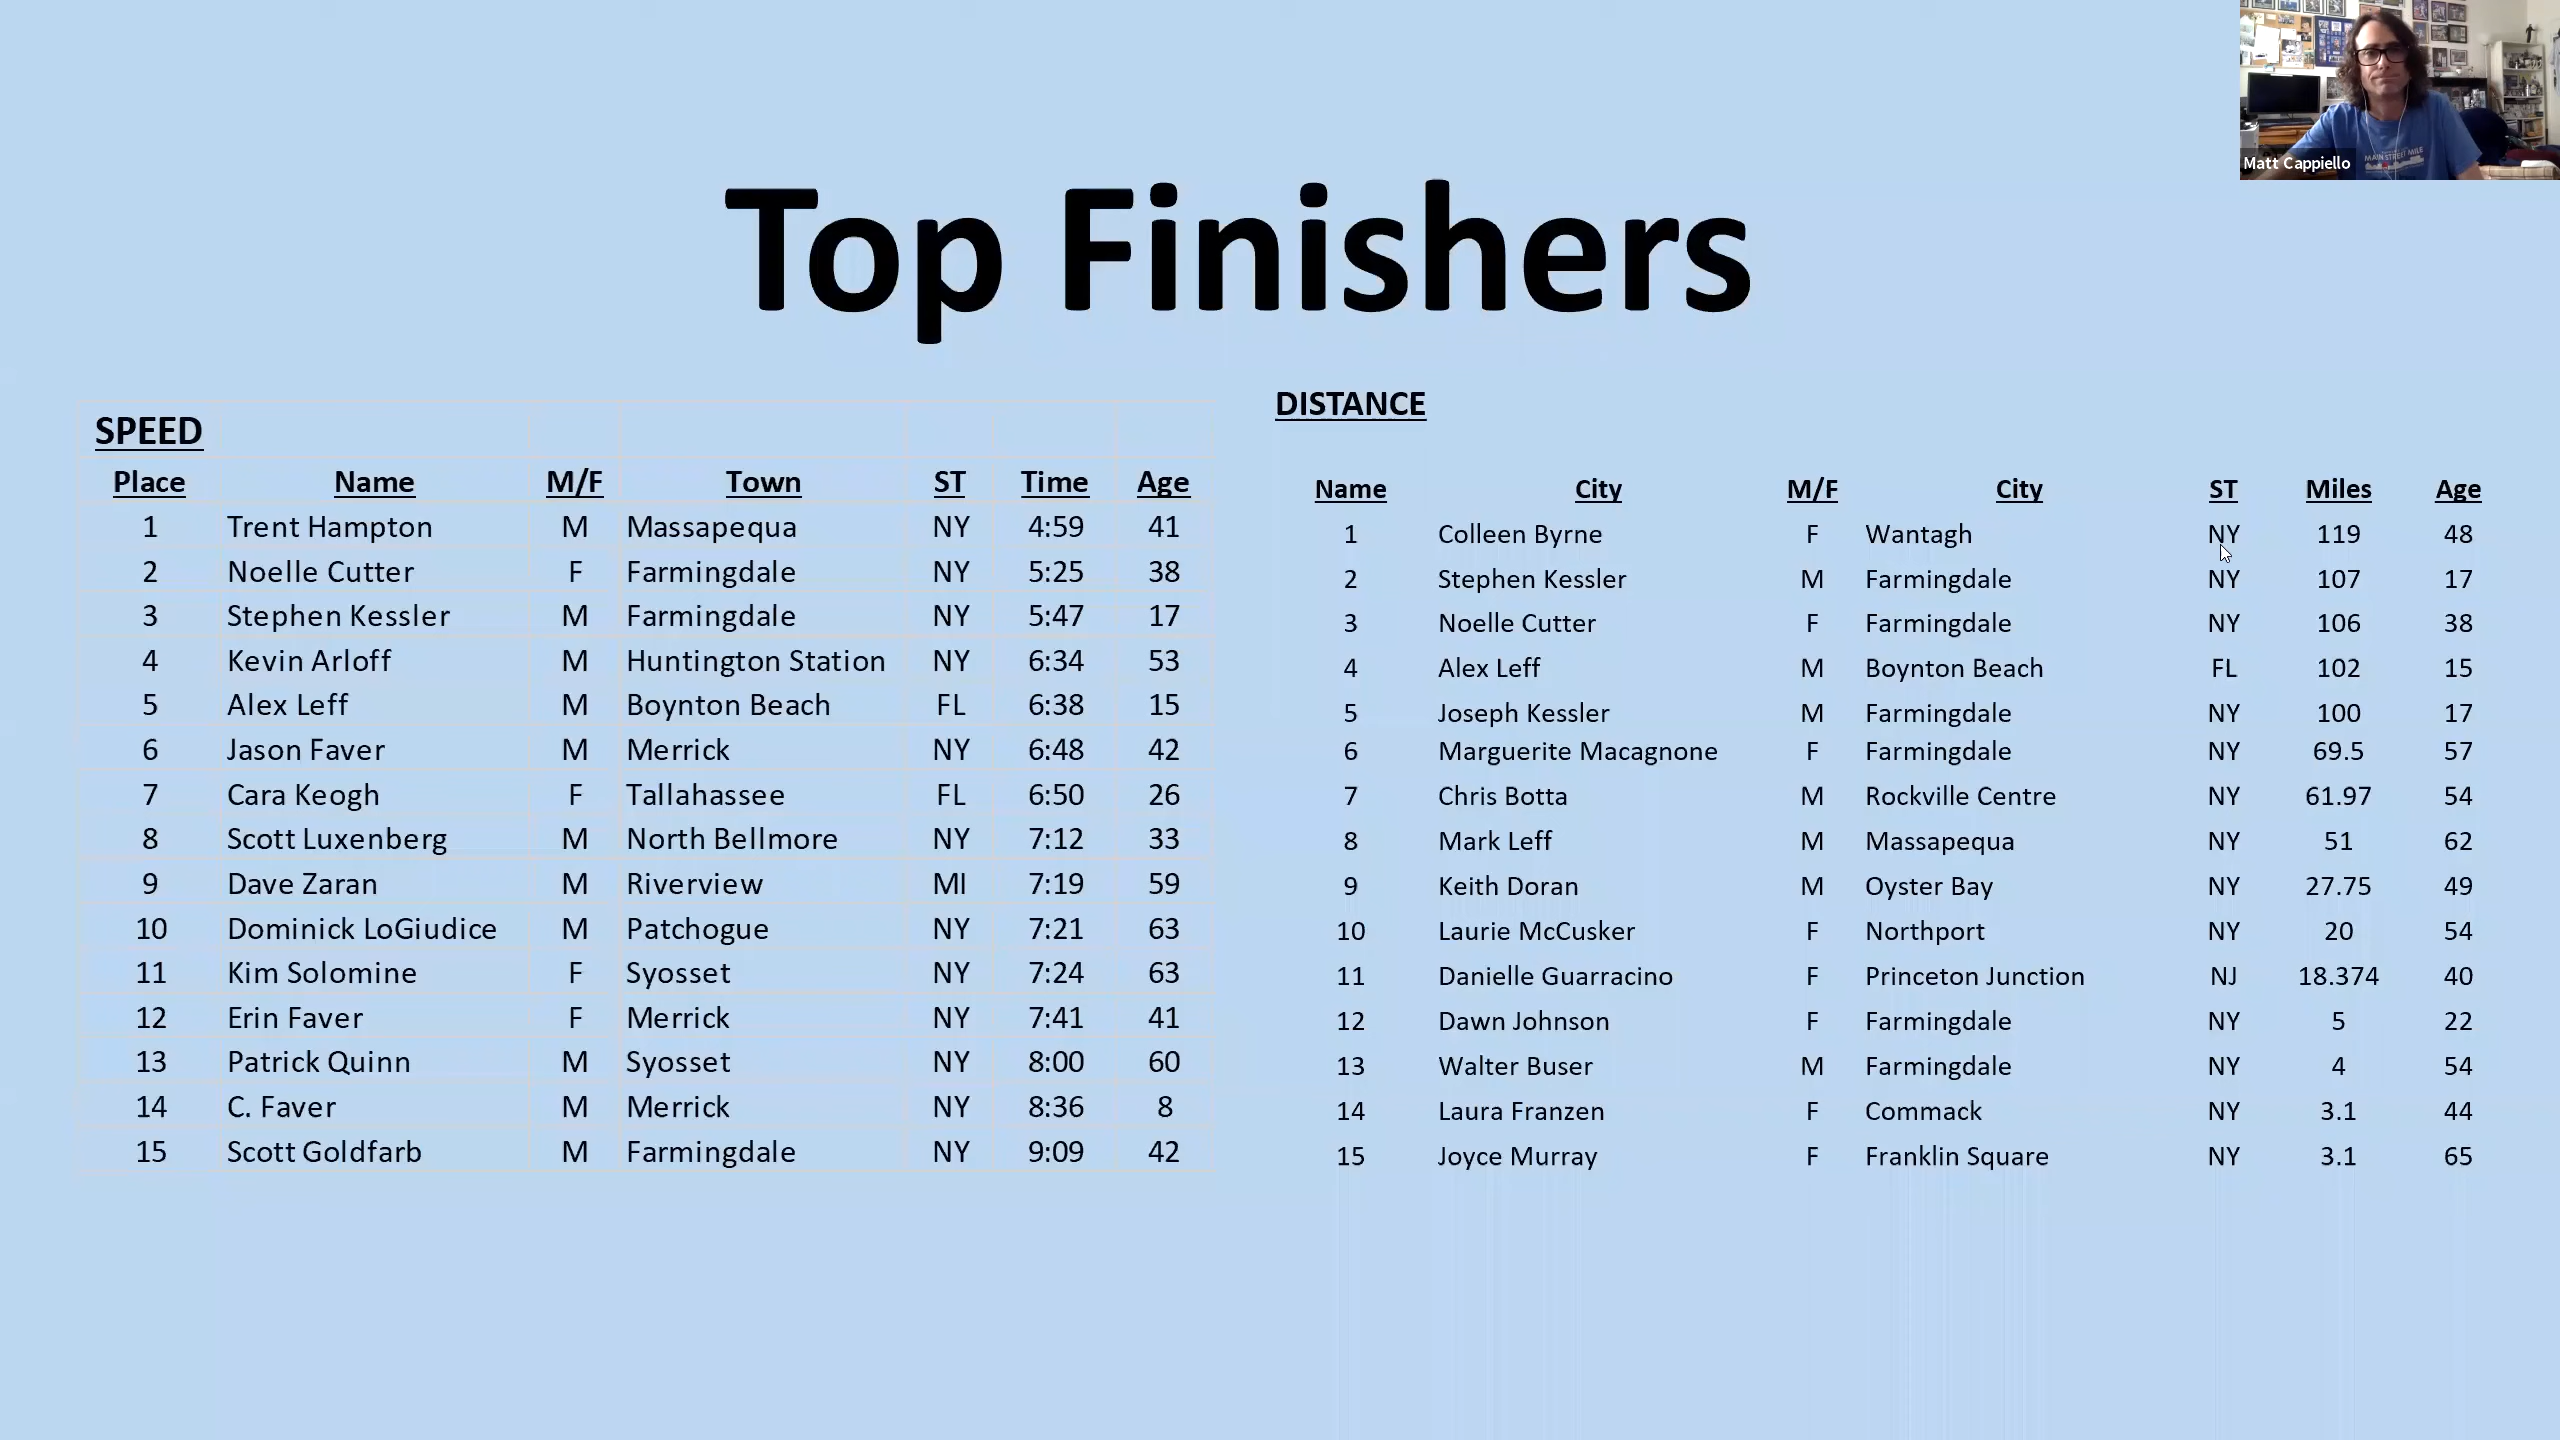 Matt Cappiello
MAIN STREET MILE
Top Finishers
SPEED
Place Name M/F Town ST Time Age
1 Trent Hampton M Massapequa NY 4:59 41
2 Noelle Cutter F Farmingdale NY 5:25 38
3 Stephen Kessler M Farmingdale NY 5:47 17
4 Kevin Arloff M Huntington Station NY 6:34 53
5 Alex Leff M Boynton Beach FL 6:38 15
6 Jason Faver M Merrick NY 6:48 42
7 Cara Keogh F Tallahassee FL 6:50 26
8 Scott Luxenberg M North Bellmore NY 7:12 33
9 Dave Zaran M Riverview MI 7:19 59
10 Dominick LoGiudice M Patchogue NY 7:21 63
11 Kim Solomine F Syosset NY 7:24 63
12 Erin Faver F Merrick NY 7:41 41
13 Patrick Quinn M Syosset NY 8:00 60
14 C. Faver M Merrick NY 8:36 8
15 Scott Goldfarb M Farmingdale NY 9:09 42
DISTANCE
Name City M/F City ST Miles Age
1 Colleen Byrne F Wantagh NY 119 48
2 Stephen Kessler M Farmingdale NY 107 17
3 Noelle Cutter F Farmingdale NY 106 38
4 Alex Leff M Boynton Beach FL 102 15
5 Joseph Kessler M Farmingdale NY 100 17
6 Marguerite Macagnone F Farmingdale NY 69.5 57
7 Chris Botta M Rockville Centre NY 61.97 54
8 Mark Leff M Massapequa NY 51 62
9 Keith Doran M Oyster Bay NY 27.75 49
10 Laurie McCusker F Northport NY 20 54
11 Danielle Guarracino F Princeton Junction NJ 18.374 40
12 Dawn Johnson F Farmingdale NY 5 22
13 Walter Buser M Farmingdale NY 4 54
14 Laura Franzen F Commack NY 3.1 44
15 Joyce Murray F Franklin Square NY 3.1 65